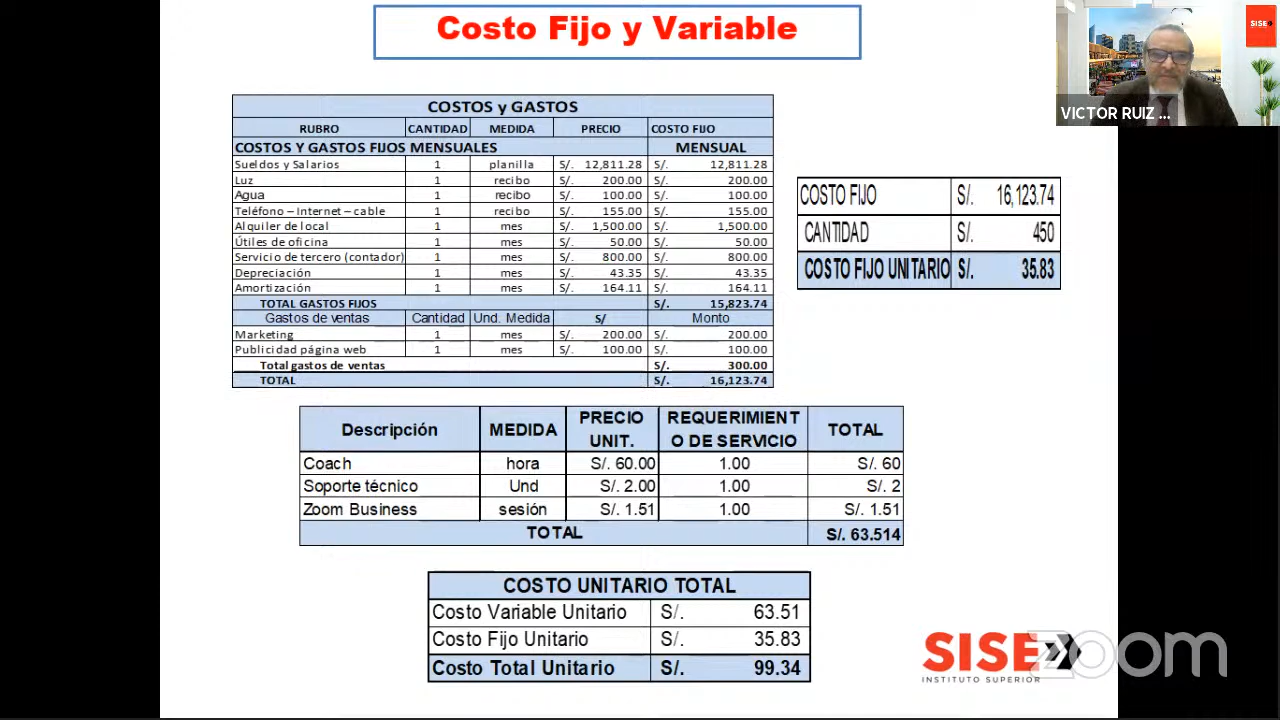 Costo Fijo y Variable
SISE
VICTOR RUIZ ...
COSTOS y GASTOS
RUBRO CANTIDAD MEDIDA PRECIO COSTO FIJO
COSTOS Y GASTOS FIJOS MENSUALES MENSUAL
Sueldos y Salarios 1 planilla S/. 12,811.28 S/. 12,811.28
Luz 1 recibo S/. 200.00 S/. 200.00
Agua 1 recibo S/. 100.00 S/. 100.00
Teléfono – Internet – cable 1 recibo S/. 155.00 S/. 155.00
Alquiler de local 1 mes S/. 1,500.00 S/. 1,500.00
Útiles de oficina 1 mes S/. 50.00 S/. 50.00
Servicio de tercero (contador) 1 mes S/. 800.00 S/. 800.00
Depreciación 1 mes S/. 43.35 S/. 43.35
Amortización 1 mes S/. 164.11 S/. 164.11
TOTAL GASTOS FIJOS S/. 15,823.74
Gastos de ventas Cantidad Und. Medida S/ Monto
Marketing 1 mes S/. 200.00 S/. 200.00
Publicidad página web 1 mes S/. 100.00 S/. 100.00
Total gastos de ventas S/. 300.00
TOTAL S/. 16,123.74
COSTO FIJO S/. 16,123.74
CANTIDAD S/. 450
COSTO FIJO UNITARIO S/. 35.83
Descripción MEDIDA PRECIO UNIT. REQUERIMIENT O DE SERVICIO TOTAL
Coach hora S/. 60.00 1.00 S/. 60
Soporte técnico Und S/. 2.00 1.00 S/. 2
Zoom Business sesión S/. 1.51 1.00 S/. 1.51
TOTAL S/. 63.514
COSTO UNITARIO TOTAL
Costo Variable Unitario S/. 63.51
Costo Fijo Unitario S/. 35.83
Costo Total Unitario S/. 99.34
SISE
INSTITUTO SUPERIOR
zoom